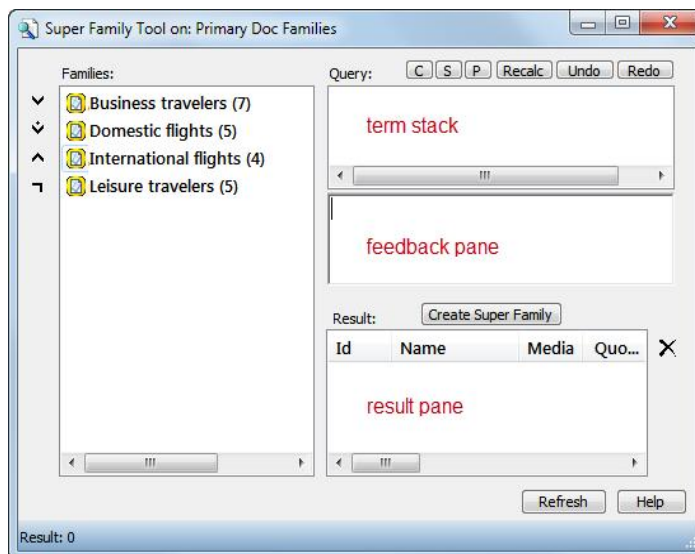 Super Family Tool on: Primary Doc Families
Families:
Business travelers (7)
Domestic flights (5)
International flights (4)
Leisure travelers (5)
Query:
C S P Recalc Undo Redo
term stack
feedback pane
Result:
Create Super Family
Id Name Media Quo...
result pane
Refresh Help
Result: 0